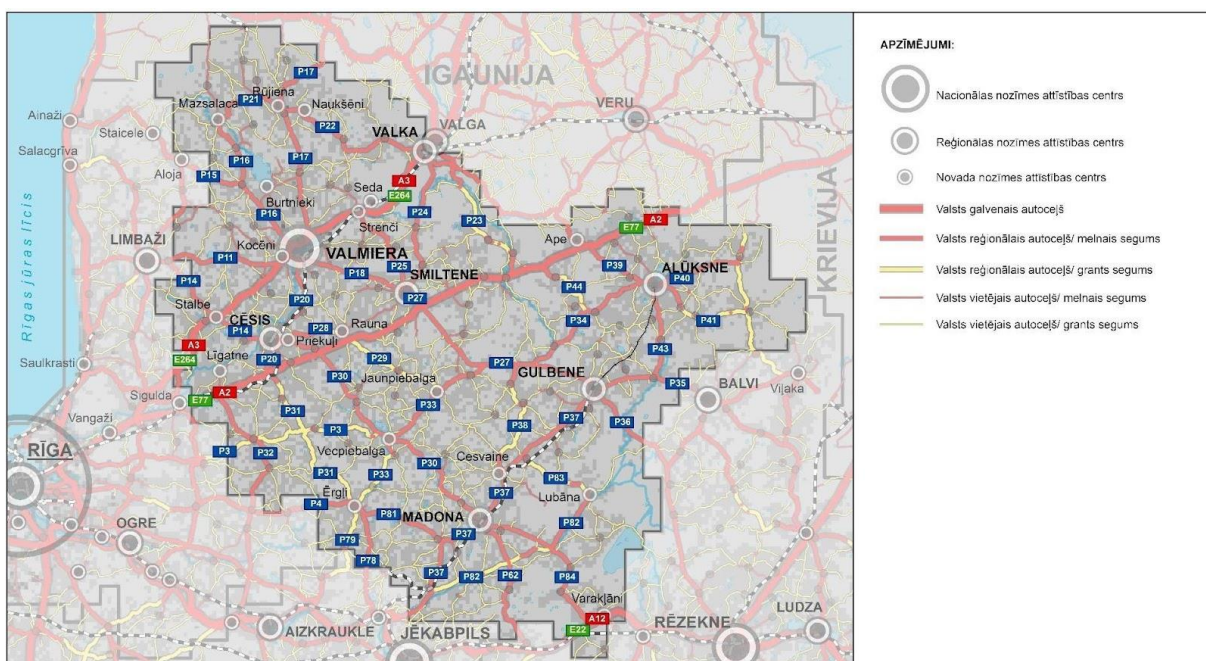 IGAUNIJA
P17
Rūjiena
P21
Mazsalaca
Naukšēni
Ainaži
VĒRU
P22
Staicele
VALKA
VALGA
Salacgrīva
P16
P17
Aloja
P15
Seda
A3
E264
Burtnieki
P24
P16
Strenči
P23
Rīgas jūras līcis
LIMBAŽI
Kocēni
VALMIERA
P11
P18
P25
SMILTENE
Ape
E77
A2
P39
ALŪKSNE
P40
KRIEVIJA
P14
P44
P27
Stalbe
P20
P34
P41
CĒSIS
P14
P28
Rauna
Priekuļi
A3
E264
P43
Saulkrasti
Līgatne
P20
P29
P27
GULBENE
P30
Jaunpiebalga
P35
Sigulda
E77
A2
BALVI
Viļaka
P33
Vangaži
P31
P37
P36
P3
P38
RĪGA
P3
P32
Vecpiebalga
P30
Cesvaine
P31
P33
P83
Ērgļi
P37
Lubāna
P4
P81
MADONA
P82
OGRE
P37
P79
P78
P37
P82
P62
P84
Varakļāni
A12
E22
AIZKRAUKLE
JĒKABPILS
RĒZEKNE
LUDZA
APZĪMĒJUMI:
Nacionālas nozīmes attīstības centrs
Reģionālas nozīmes attīstības centrs
Novada nozīmes attīstības centrs
Valsts galvenais autoceļš
Valsts reģionālais autoceļš/ melnais segums
Valsts reģionālais autoceļš/ grants segums
Valsts vietējais autoceļš/ melnais segums
Valsts vietējais autoceļš/ grants segums